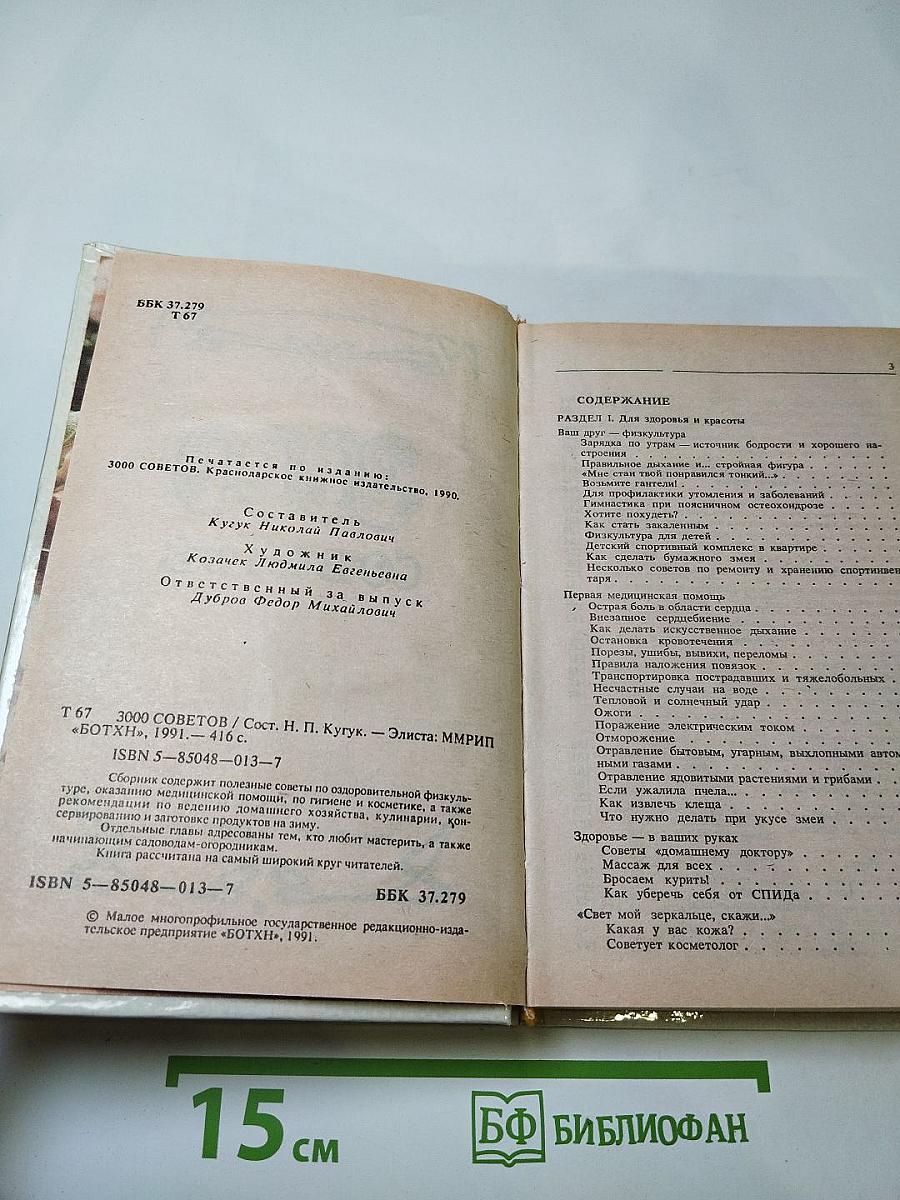 ББК 37.279
Т 67
Печатается по изданию:
3000 СОВЕТОВ. Краснодарское книжное издательство, 1990.
Составитель
Кугук Николай Павлович
Художник
Козачек Людмила Евгеньевна
Ответственный за выпуск
Дубров Федор Михайлович
Т 67 3000 СОВЕТОВ / Сост. Н. П. Кугук. — Элиста: ММРИП
«БОТХН», 1991.— 416 с.
ISBN 5—85048—013—7
Сборник содержит полезные советы по оздоровительной физкуль-
туре, оказанию медицинской помощи, по гигиене и косметике, а также
рекомендации по ведению домашнего хозяйства, кулинарии, кон-
сервированию и заготовке продуктов на зиму.
Отдельные главы адресованы тем, кто любит мастерить, а также
начинающим садоводам-огородникам.
Книга рассчитана на самый широкий круг читателей.
ISBN 5—85048—013—7 ББК 37.279
© Малое многопрофильное государственное редакционно-изда-
тельское предприятие «БОТХН», 1991.
3
СОДЕРЖАНИЕ
РАЗДЕЛ I. Для здоровья и красоты
Ваш друг — физкультура
Зарядка по утрам — источник бодрости и хорошего на-
строения
Правильное дыхание и... стройная фигура
«Мне стан твой понравился тонкий...»
Возьмите гантели!
Для профилактики утомления и заболеваний
Гимнастика при поясничном остеохондрозе
Хотите похудеть?
Как стать закаленным
Физкультура для детей
Детский спортивный комплекс в квартире
Как сделать бумажного змея
Несколько советов по ремонту и хранению спортинвен
таря
Первая медицинская помощь
Острая боль в области сердца
Внезапное сердцебиение
Как делать искусственное дыхание
Остановка кровотечения
Порезы, ушибы, вывихи, переломы
Правила наложения повязок
Транспортировка пострадавших и тяжелобольных
Несчастные случаи на воде
Тепловой и солнечный удар
Ожоги
Поражение электрическим током
Отморожение
Отравление бытовым, угарным, выхлопными автом
ными газами
Отравление ядовитыми растениями и грибами
Если ужалила пчела...
Как извлечь клеща
Что нужно делать при укусе змеи
Здоровье — в ваших руках
Советы «домашнему доктору»
Массаж для всех
Бросаем курить!
Как уберечь себя от СПИДа
«Свет мой зеркальце, скажи...»
Какая у вас кожа?
Советует косметолог
15 см
БФ БИБЛИОФАН